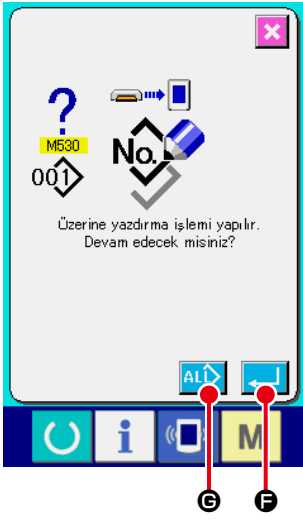 ?
M530
001
No.
Üzerine yazdırma işlemi yapılır.
Devam edecek misiniz?
ALL
i
M
G
F